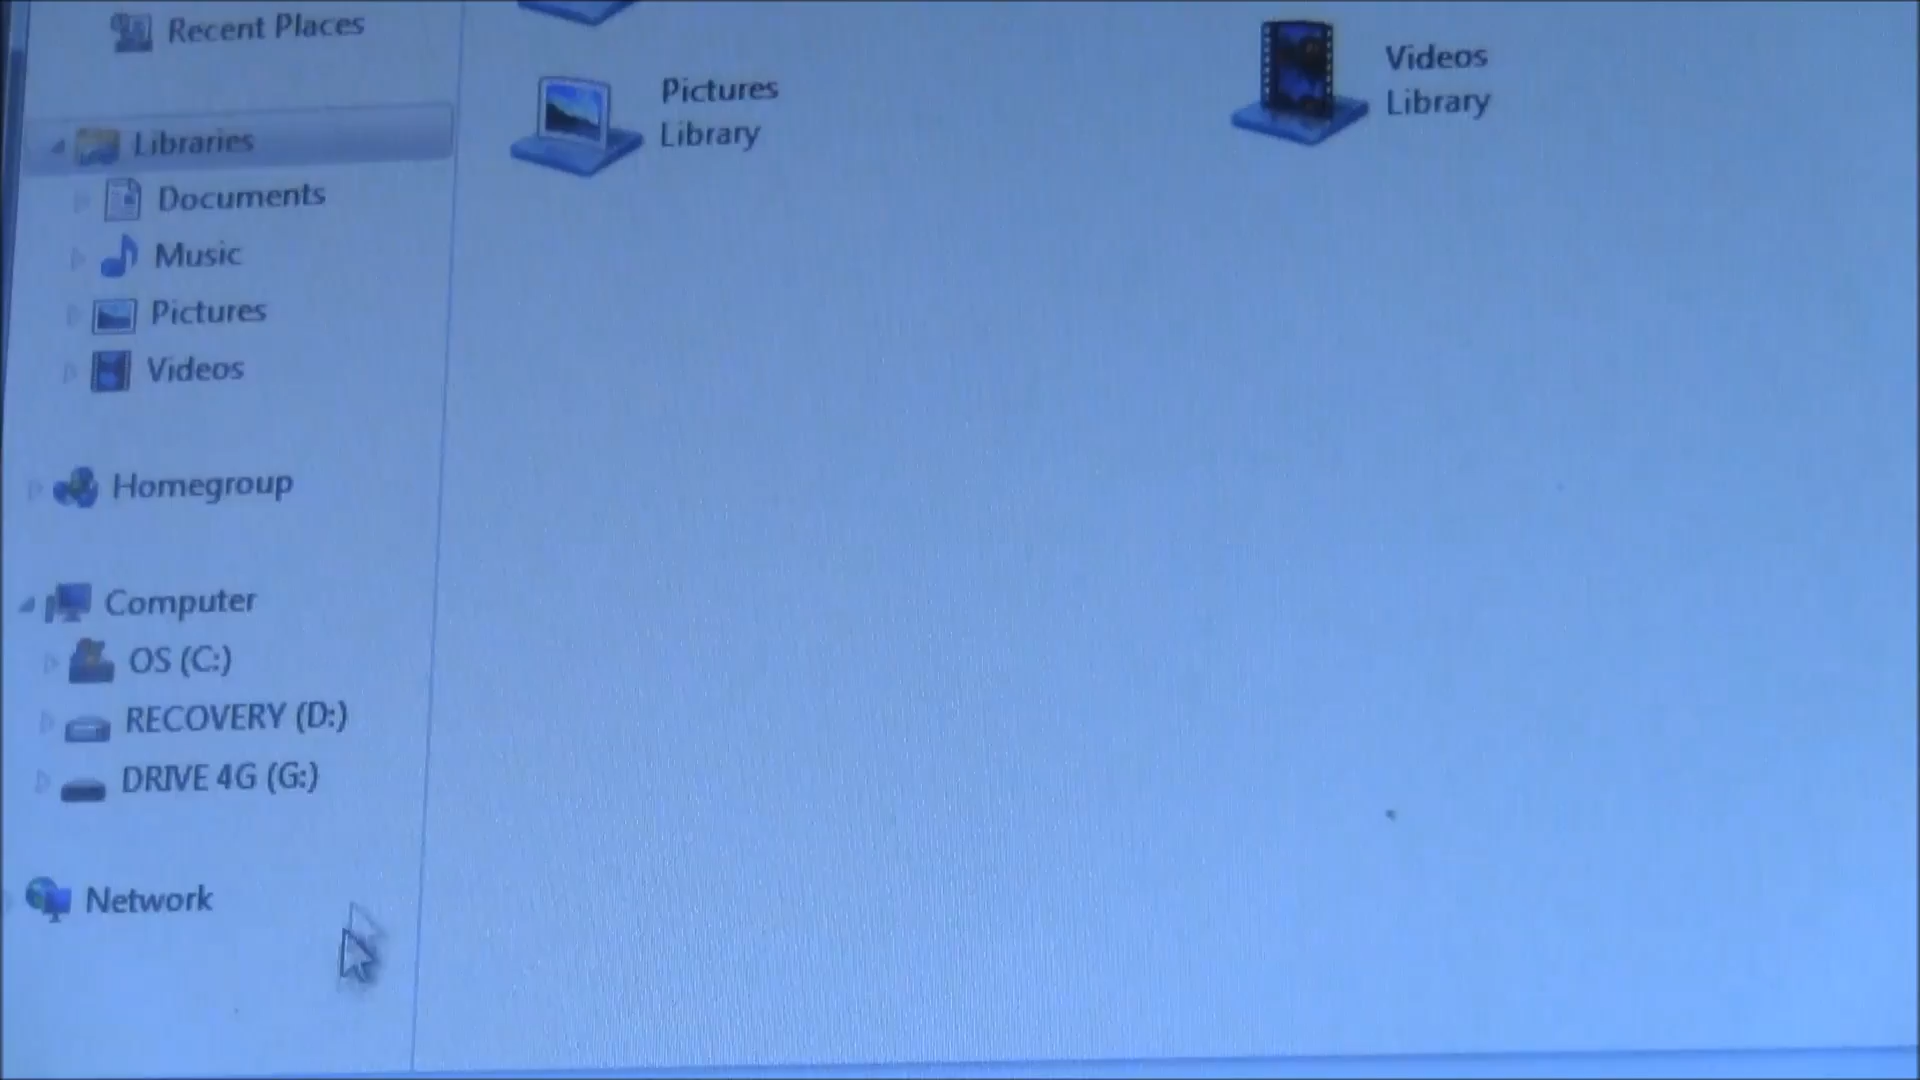 Recent Places
Libraries
Documents
Music
Pictures
Videos
Homegroup
Computer
OS (C:)
RECOVERY (D:)
DRIVE 4G (G:)
Network
Pictures
Library
Videos
Library